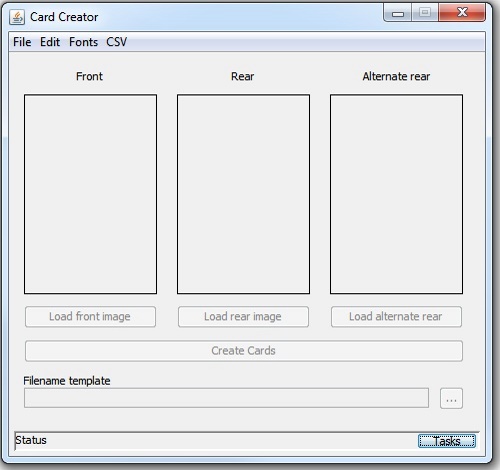 Card Creator
File Edit Fonts CSV
Front Rear Alternate rear
Load front image Load rear image Load alternate rear
Create Cards
Filename template
...
Status Tasks